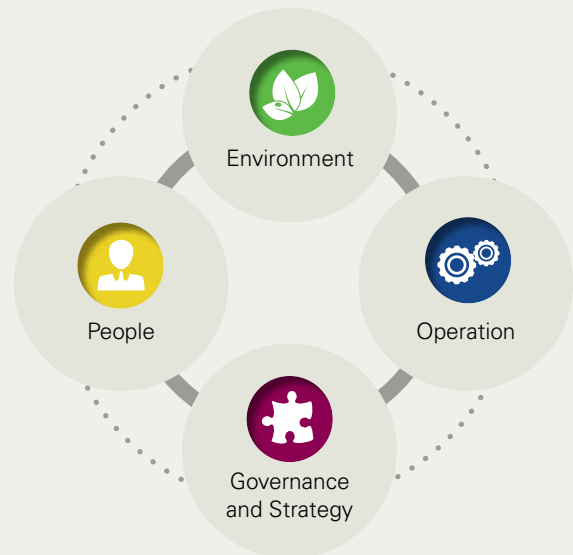 Environment
People
Operation
Governance
and Strategy